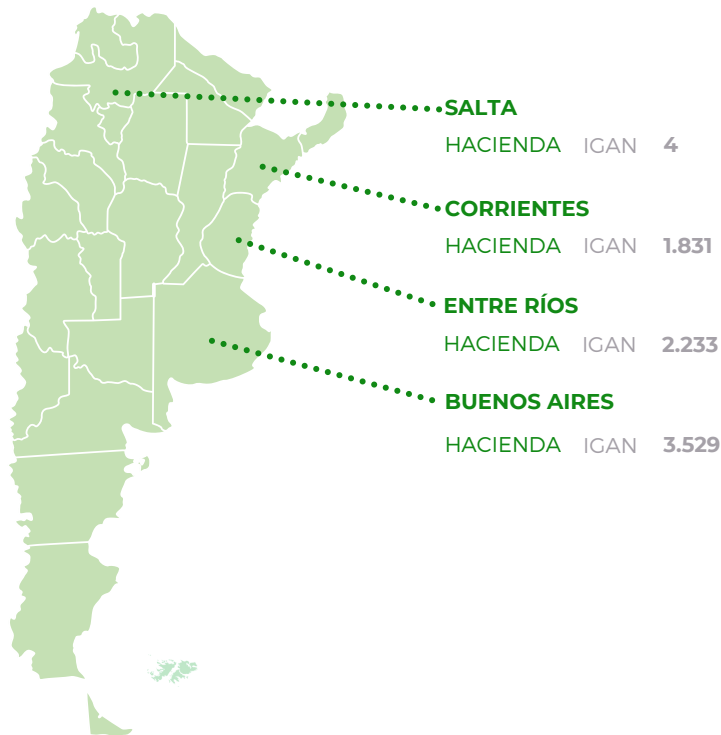 SALTA
HACIENDA IGAN 4
CORRIENTES
HACIENDA IGAN 1.831
ENTRE RÍOS
HACIENDA IGAN 2.233
BUENOS AIRES
HACIENDA IGAN 3.529